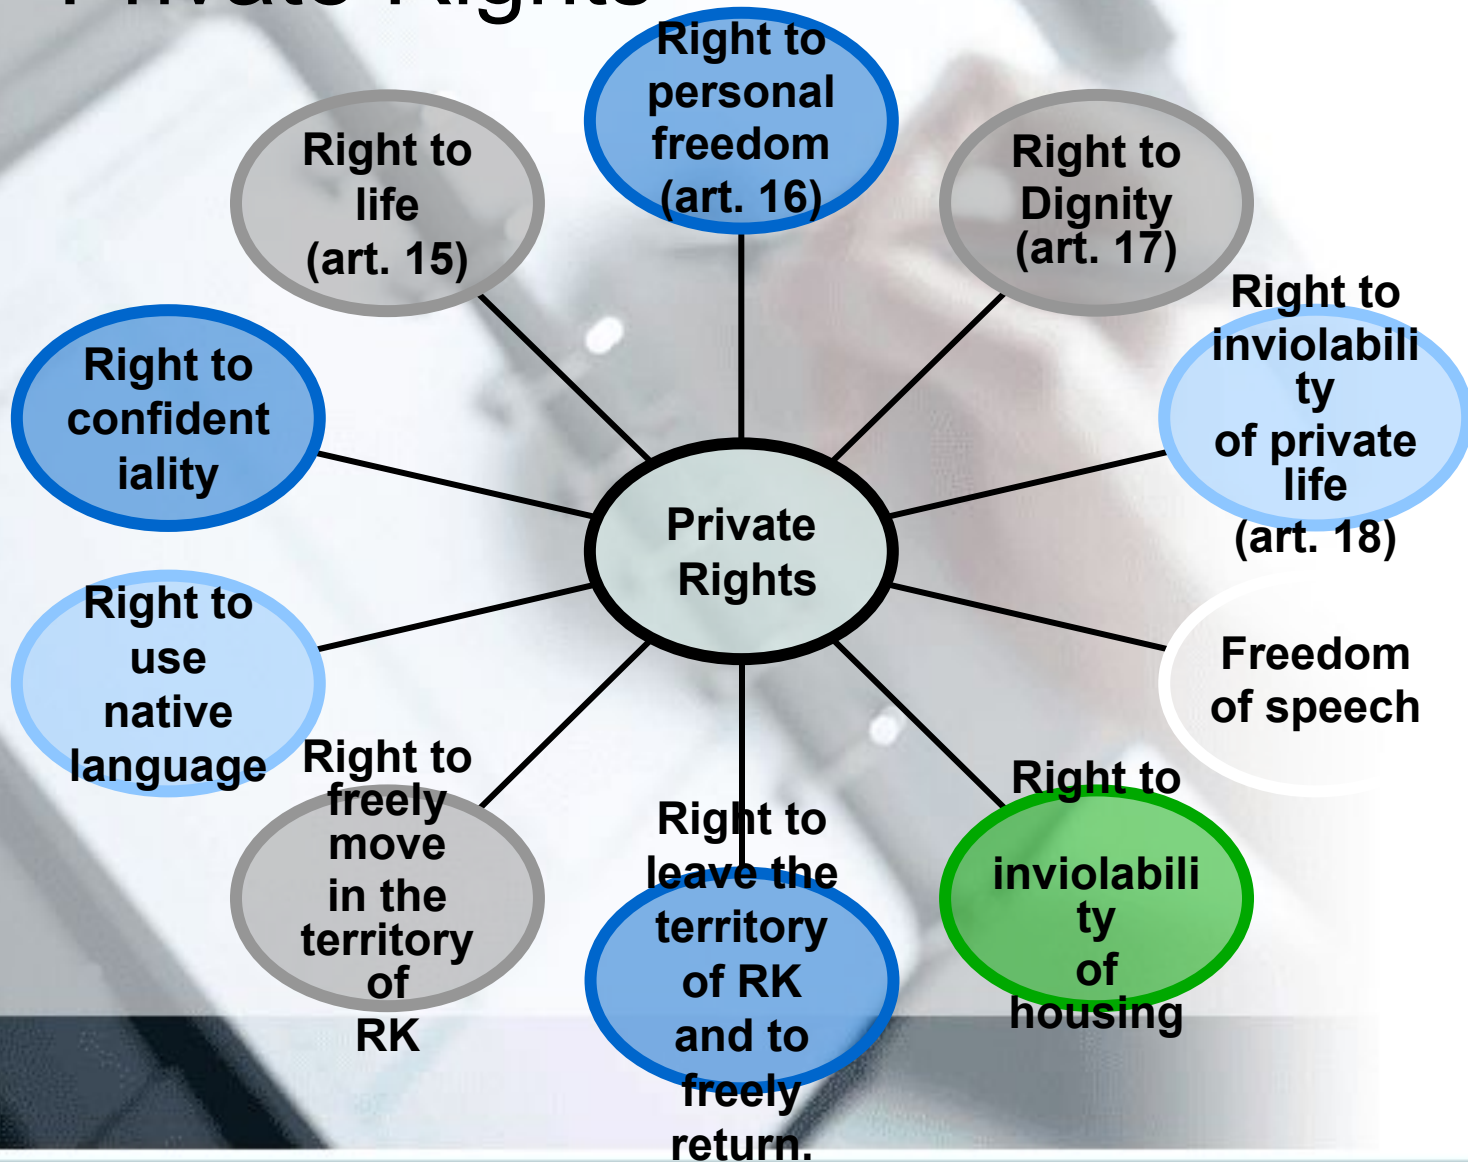 Private Rights
Right to
personal
freedom
(art. 16)
Right to
life
(art. 15)
Right to
Dignity
(art. 17)
Right to
inviolabili
ty
of private
life
(art. 18)
Right to
confident
iality
Private
Rights
Right to
use
native
language
Freedom
of speech
Right to
freely
move
in the
territory
of
RK
Right to
leave the
territory
of RK
and to
freely
return.
Right to
inviolabili
ty
of
housing